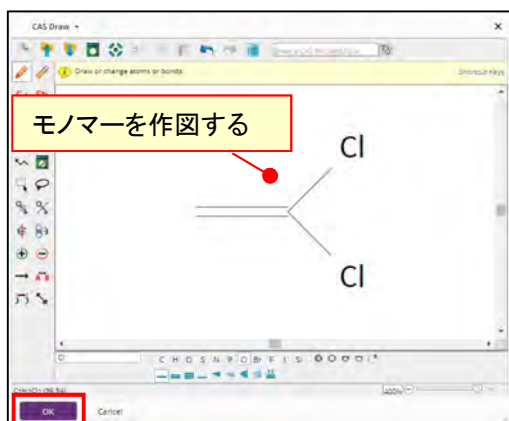 CAS Draw
×
Draw or change atoms or bonds
Shortcut Keys
モノマーを作図する
Cl
Cl
C H O S N P Cl Br F I Si
OK
Cancel